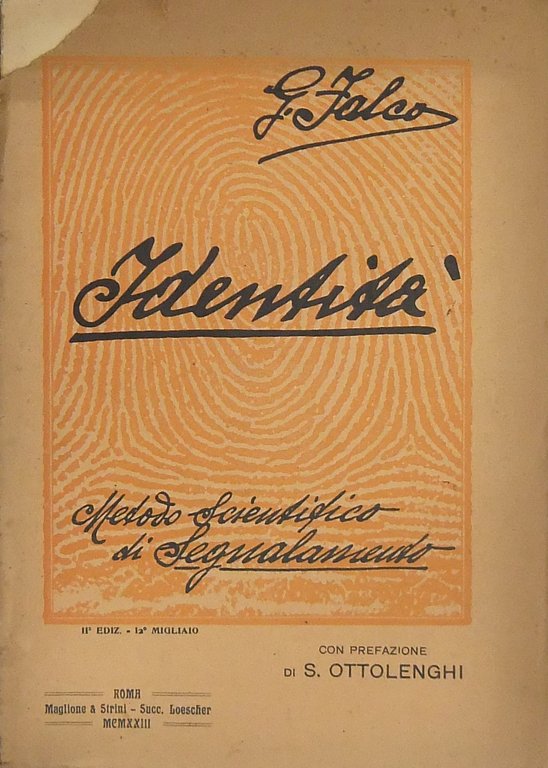 G. Falco
Identità
Metodo Scientifico
di Segnalamento
IIª EDIZ. - 12º MIGLIAIO
CON PREFAZIONE
DI S. OTTOLENGHI
ROMA
Maglione & Strini - Succ. Loescher
MCMXXIII